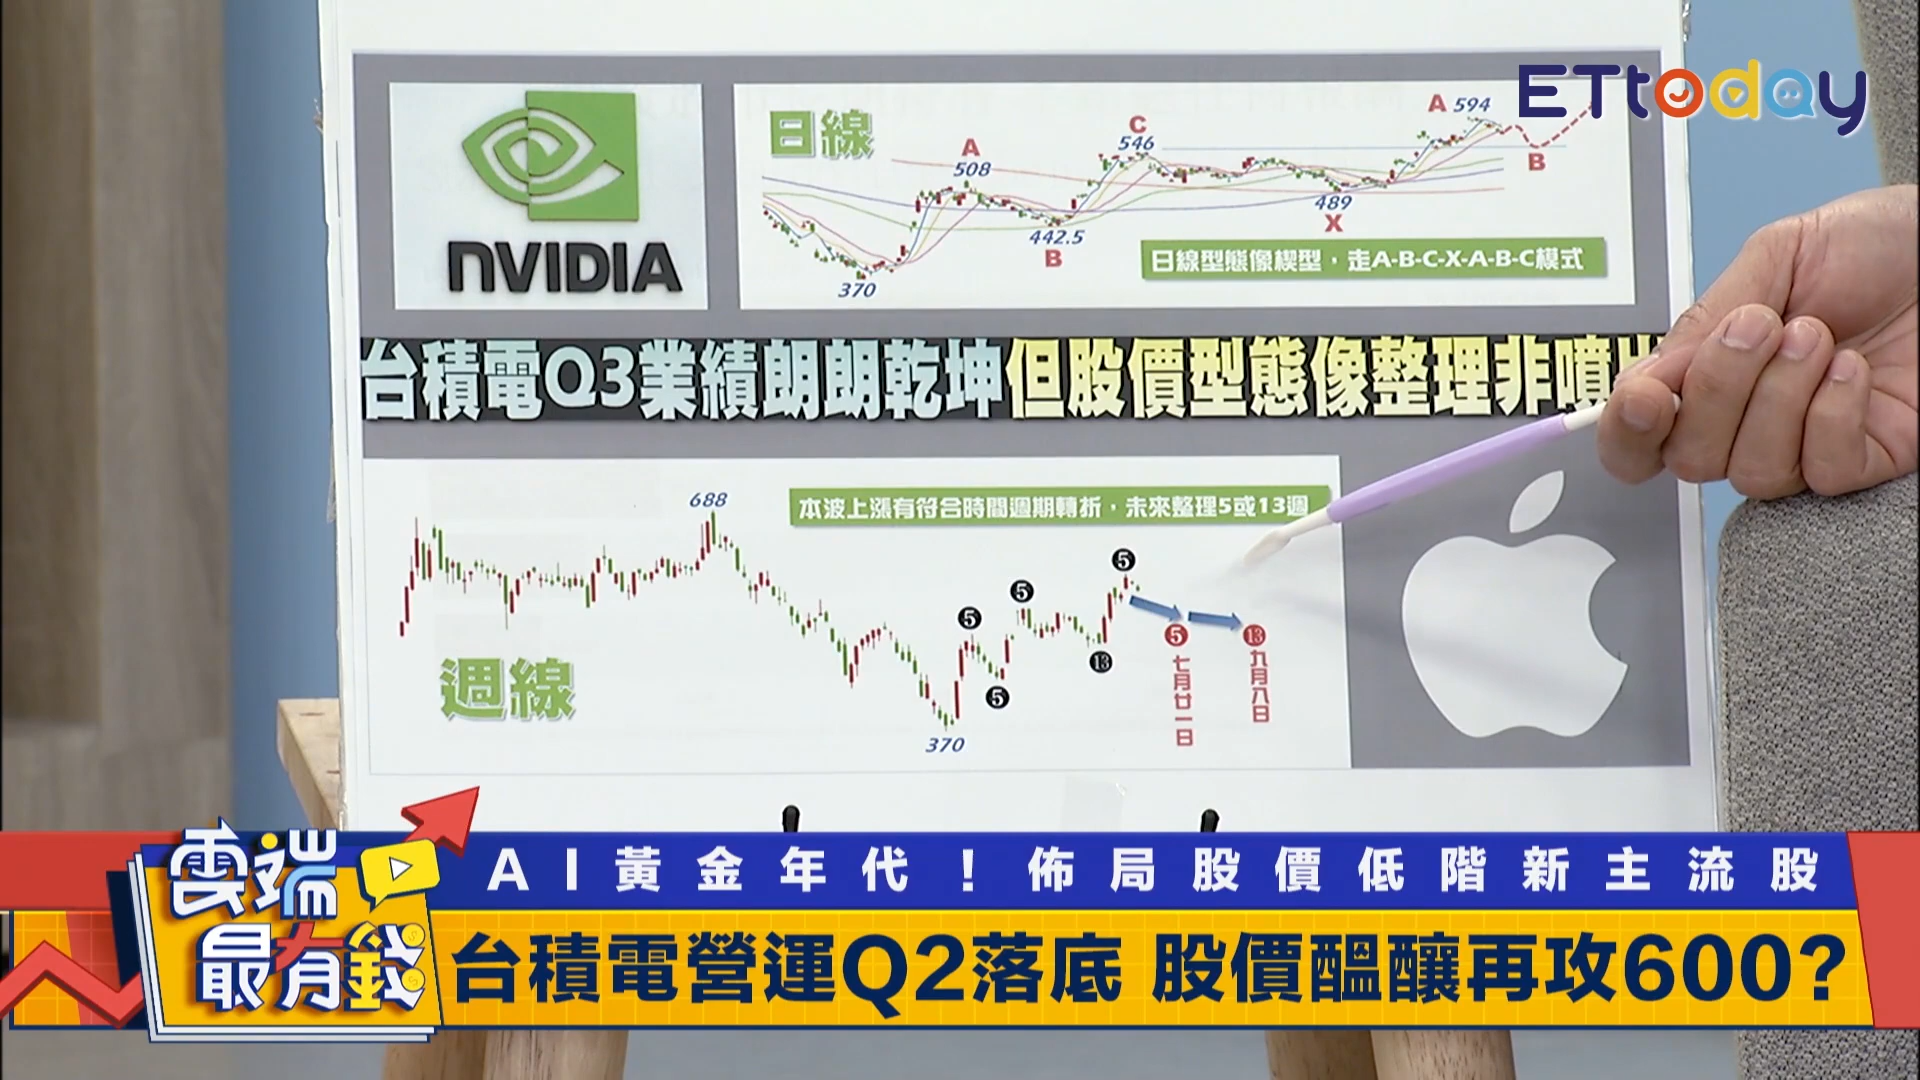 ETtoday
NVIDIA
日線
A
508
C
546
A 594
B
370
442.5
B
489
X
日線型態像楔型，走A-B-C-X-A-B-C模式
台積電Q3業績朗朗乾坤但股價型態像整理非噴
688
本波上漲有符合時間週期轉折，未來整理5或13週
5
5
5
5
13
5
13
七月廿一日
九月八日
週線
370
雲端最有錢
AI黃金年代！佈局股價低階新主流股
台積電營運Q2落底 股價醞釀再攻600?